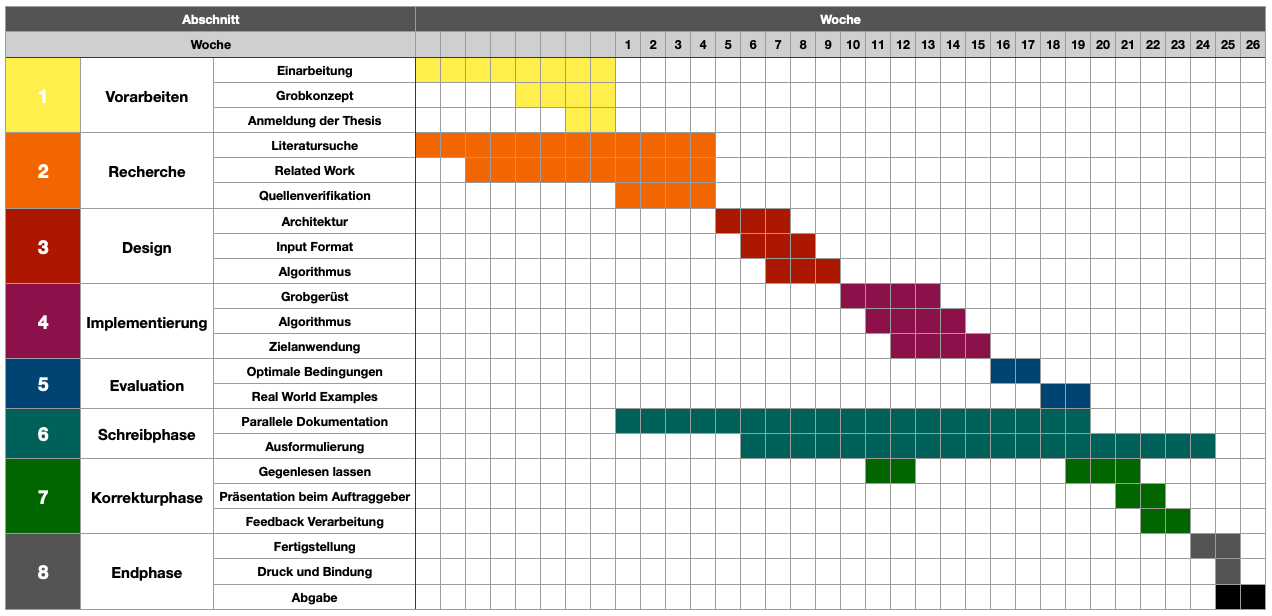 Abschnitt Woche
Woche 1 2 3 4 5 6 7 8 9 10 11 12 13 14 15 16 17 18 19 20 21 22 23 24 25 26
1 Vorarbeiten Einarbeitung
Grobkonzept
Anmeldung der Thesis
2 Recherche Literatursuche
Related Work
Quellenverifikation
3 Design Architektur
Input Format
Algorithmus
4 Implementierung Grobgerüst
Algorithmus
Zielanwendung
5 Evaluation Optimale Bedingungen
Real World Examples
6 Schreibphase Parallele Dokumentation
Ausformulierung
7 Korrekturphase Gegenlesen lassen
Präsentation beim Auftraggeber
Feedback Verarbeitung
8 Endphase Fertigstellung
Druck und Bindung
Abgabe